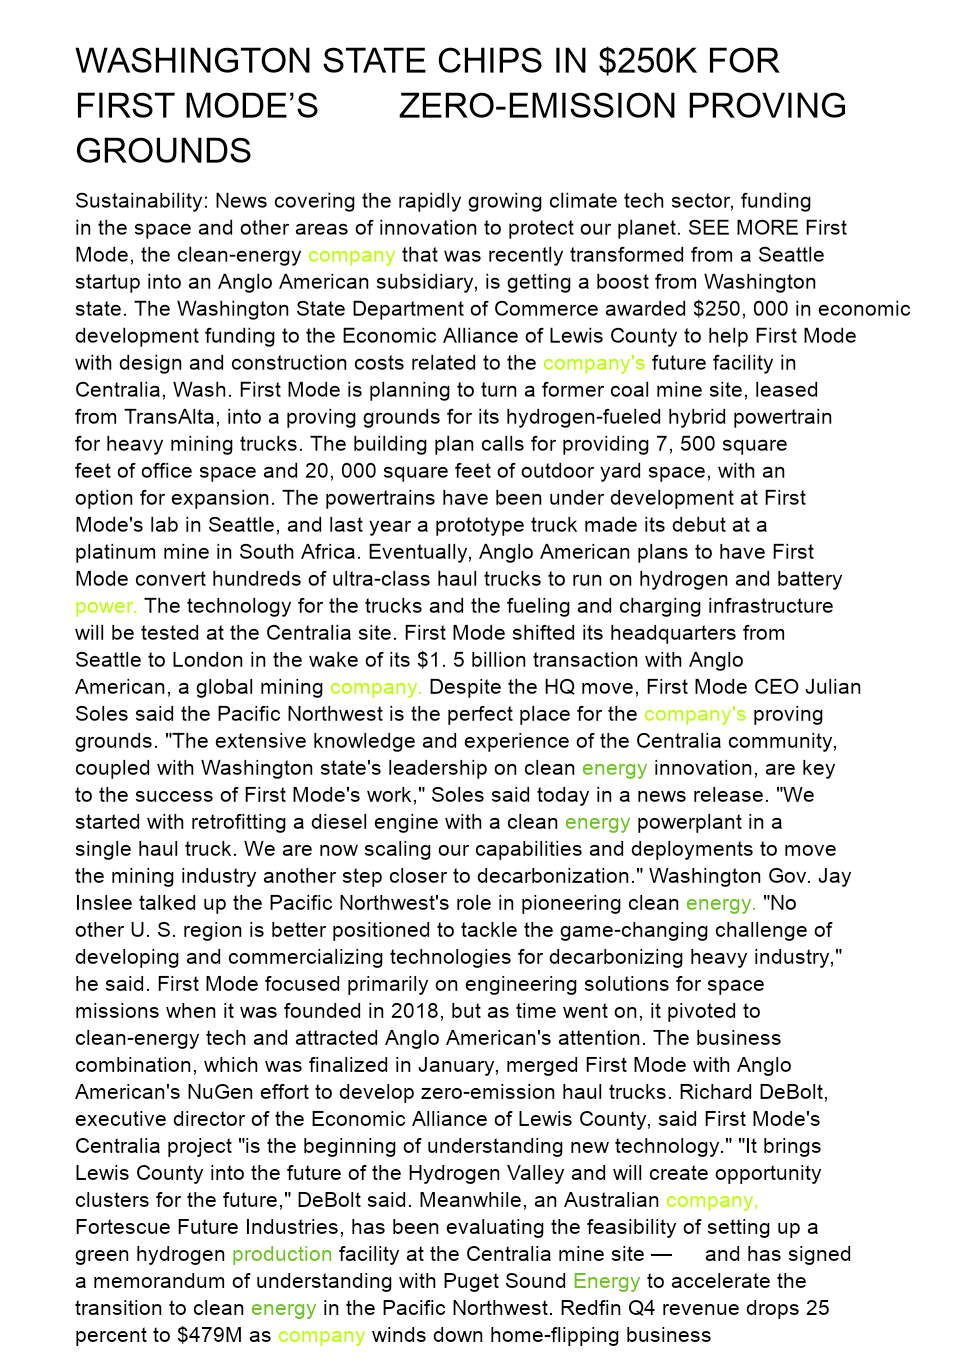 WASHINGTON STATE CHIPS IN $250K FOR
FIRST MODE’S ZERO-EMISSION PROVING
GROUNDS
Sustainability: News covering the rapidly growing climate tech sector, funding
in the space and other areas of innovation to protect our planet. SEE MORE First
Mode, the clean-energy company that was recently transformed from a Seattle
startup into an Anglo American subsidiary, is getting a boost from Washington
state. The Washington State Department of Commerce awarded $250, 000 in economic
development funding to the Economic Alliance of Lewis County to help First Mode
with design and construction costs related to the company's future facility in
Centralia, Wash. First Mode is planning to turn a former coal mine site, leased
from TransAlta, into a proving grounds for its hydrogen-fueled hybrid powertrain
for heavy mining trucks. The building plan calls for providing 7, 500 square
feet of office space and 20, 000 square feet of outdoor yard space, with an
option for expansion. The powertrains have been under development at First
Mode's lab in Seattle, and last year a prototype truck made its debut at a
platinum mine in South Africa. Eventually, Anglo American plans to have First
Mode convert hundreds of ultra-class haul trucks to run on hydrogen and battery
power. The technology for the trucks and the fueling and charging infrastructure
will be tested at the Centralia site. First Mode shifted its headquarters from
Seattle to London in the wake of its $1. 5 billion transaction with Anglo
American, a global mining company. Despite the HQ move, First Mode CEO Julian
Soles said the Pacific Northwest is the perfect place for the company's proving
grounds. "The extensive knowledge and experience of the Centralia community,
coupled with Washington state's leadership on clean energy innovation, are key
to the success of First Mode's work," Soles said today in a news release. "We
started with retrofitting a diesel engine with a clean energy powerplant in a
single haul truck. We are now scaling our capabilities and deployments to move
the mining industry another step closer to decarbonization." Washington Gov. Jay
Inslee talked up the Pacific Northwest's role in pioneering clean energy. "No
other U. S. region is better positioned to tackle the game-changing challenge of
developing and commercializing technologies for decarbonizing heavy industry,"
he said. First Mode focused primarily on engineering solutions for space
missions when it was founded in 2018, but as time went on, it pivoted to
clean-energy tech and attracted Anglo American's attention. The business
combination, which was finalized in January, merged First Mode with Anglo
American's NuGen effort to develop zero-emission haul trucks. Richard DeBolt,
executive director of the Economic Alliance of Lewis County, said First Mode's
Centralia project "is the beginning of understanding new technology." "It brings
Lewis County into the future of the Hydrogen Valley and will create opportunity
clusters for the future," DeBolt said. Meanwhile, an Australian company,
Fortescue Future Industries, has been evaluating the feasibility of setting up a
green hydrogen production facility at the Centralia mine site — and has signed
a memorandum of understanding with Puget Sound Energy to accelerate the
transition to clean energy in the Pacific Northwest. Redfin Q4 revenue drops 25
percent to $479M as company winds down home-flipping business